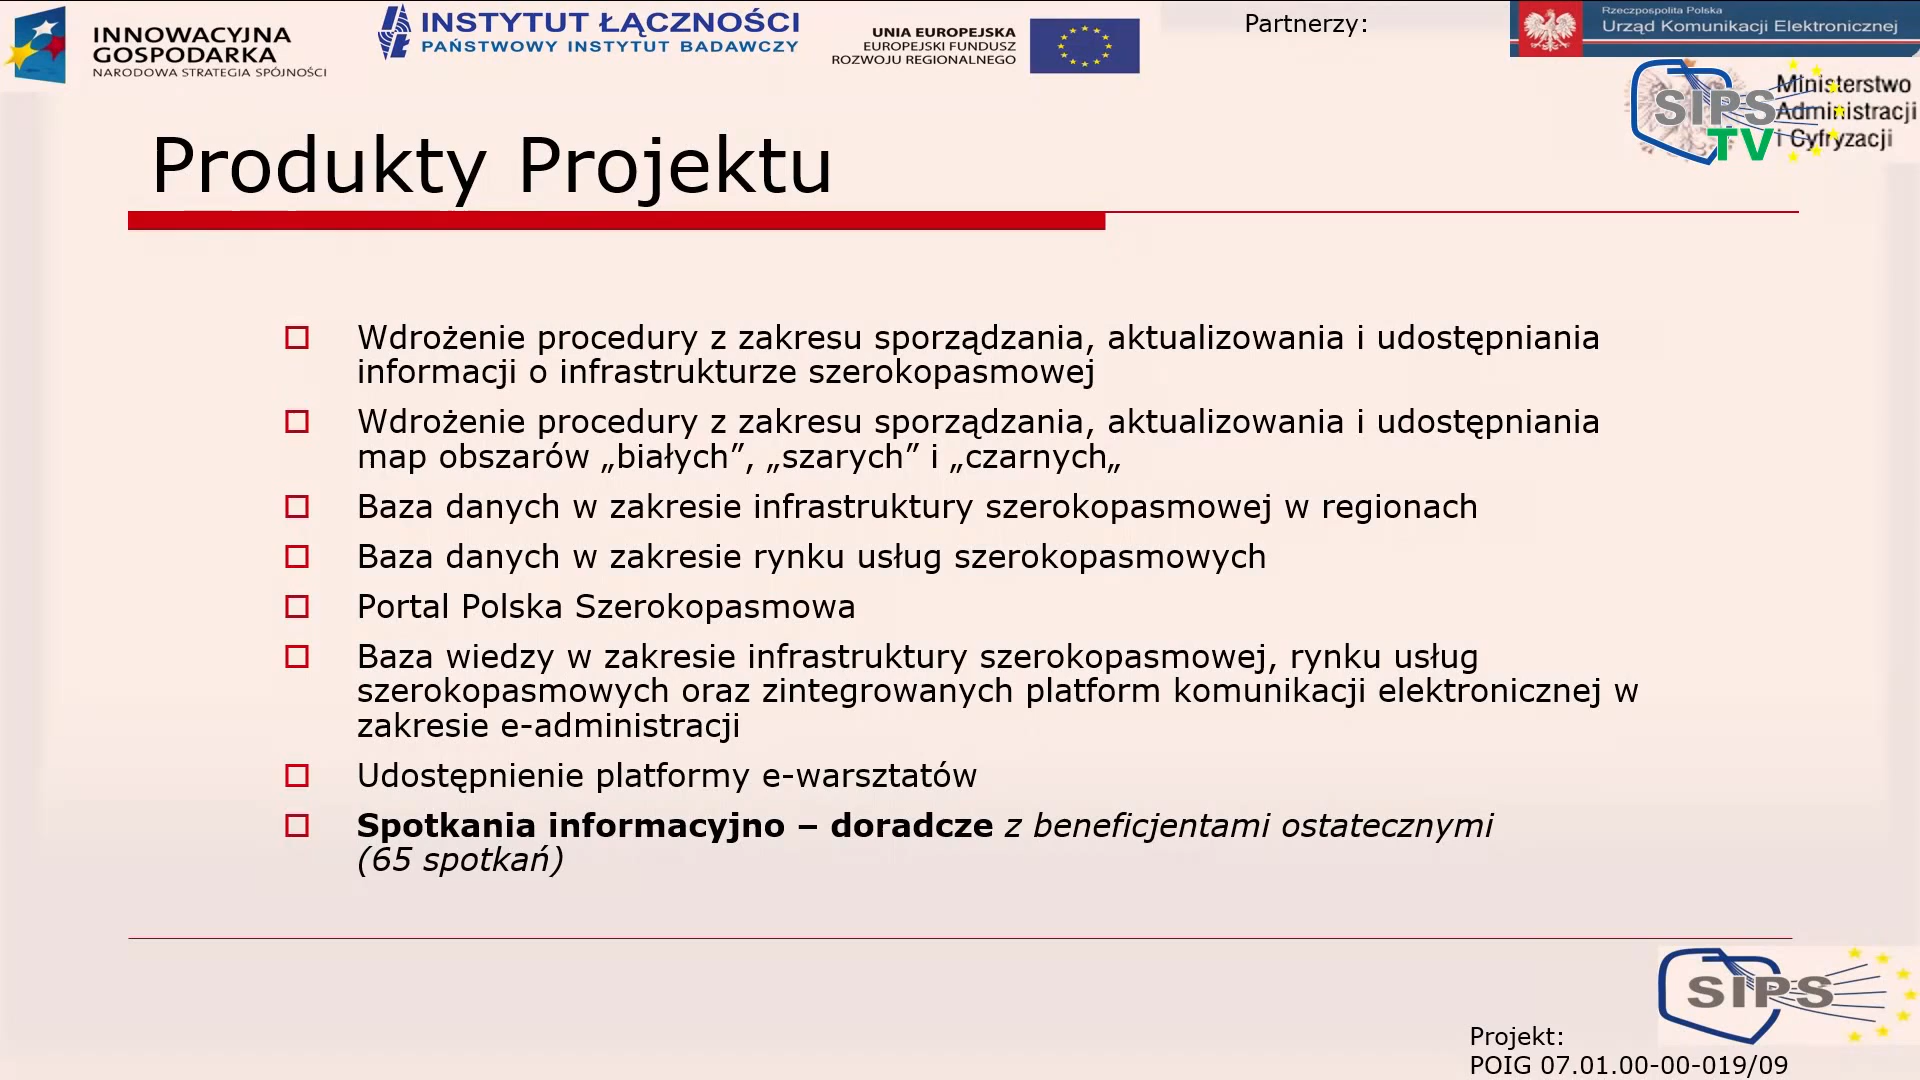 INNOWACYJNA
GOSPODARKA
NARODOWA STRATEGIA SPÓJNOŚCI
INSTYTUT ŁĄCZNOŚCI
PAŃSTWOWY INSTYTUT BADAWCZY
UNIA EUROPEJSKA
EUROPEJSKI FUNDUSZ
ROZWOJU REGIONALNEGO
Partnerzy:
Rzeczpospolita Polska
Urząd Komunikacji Elektronicznej
Ministerstwo
Administracji
i Cyfryzacji
SIPS
TV
Produkty Projektu
Wdrożenie procedury z zakresu sporządzania, aktualizowania i udostępniania
informacji o infrastrukturze szerokopasmowej
Wdrożenie procedury z zakresu sporządzania, aktualizowania i udostępniania
map obszarów „białych”, „szarych” i „czarnych„
Baza danych w zakresie infrastruktury szerokopasmowej w regionach
Baza danych w zakresie rynku usług szerokopasmowych
Portal Polska Szerokopasmowa
Baza wiedzy w zakresie infrastruktury szerokopasmowej, rynku usług
szerokopasmowych oraz zintegrowanych platform komunikacji elektronicznej w
zakresie e-administracji
Udostępnienie platformy e-warsztatów
Spotkania informacyjno – doradcze z beneficjentami ostatecznymi
(65 spotkań)
SIPS
Projekt:
POIG 07.01.00-00-019/09